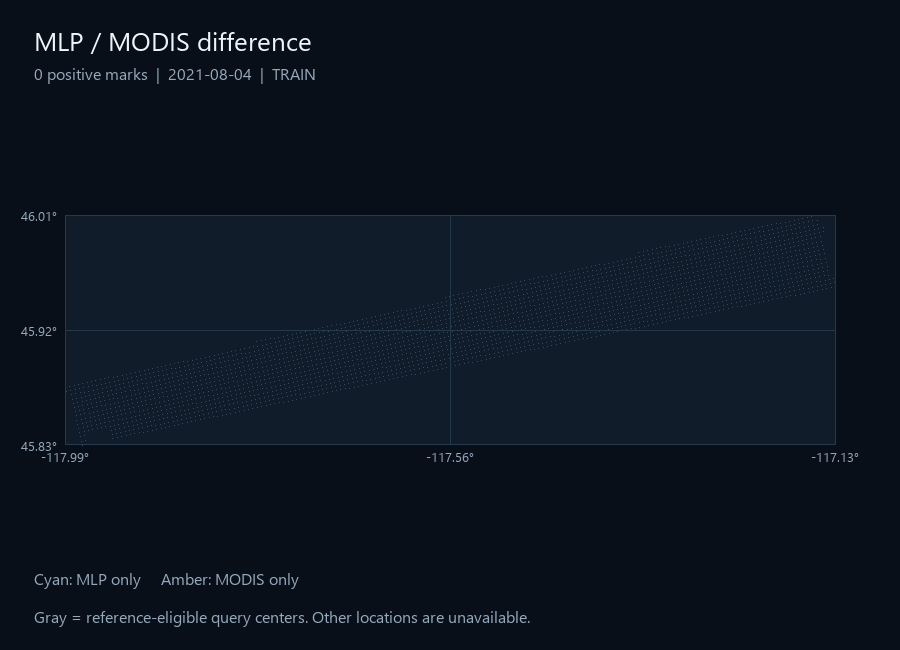 MLP / MODIS difference
0 positive marks | 2021-08-04 | TRAIN
46.01°
45.92°
45.83°
-117.99° -117.56° -117.13°
Cyan: MLP only Amber: MODIS only
Gray = reference-eligible query centers. Other locations are unavailable.